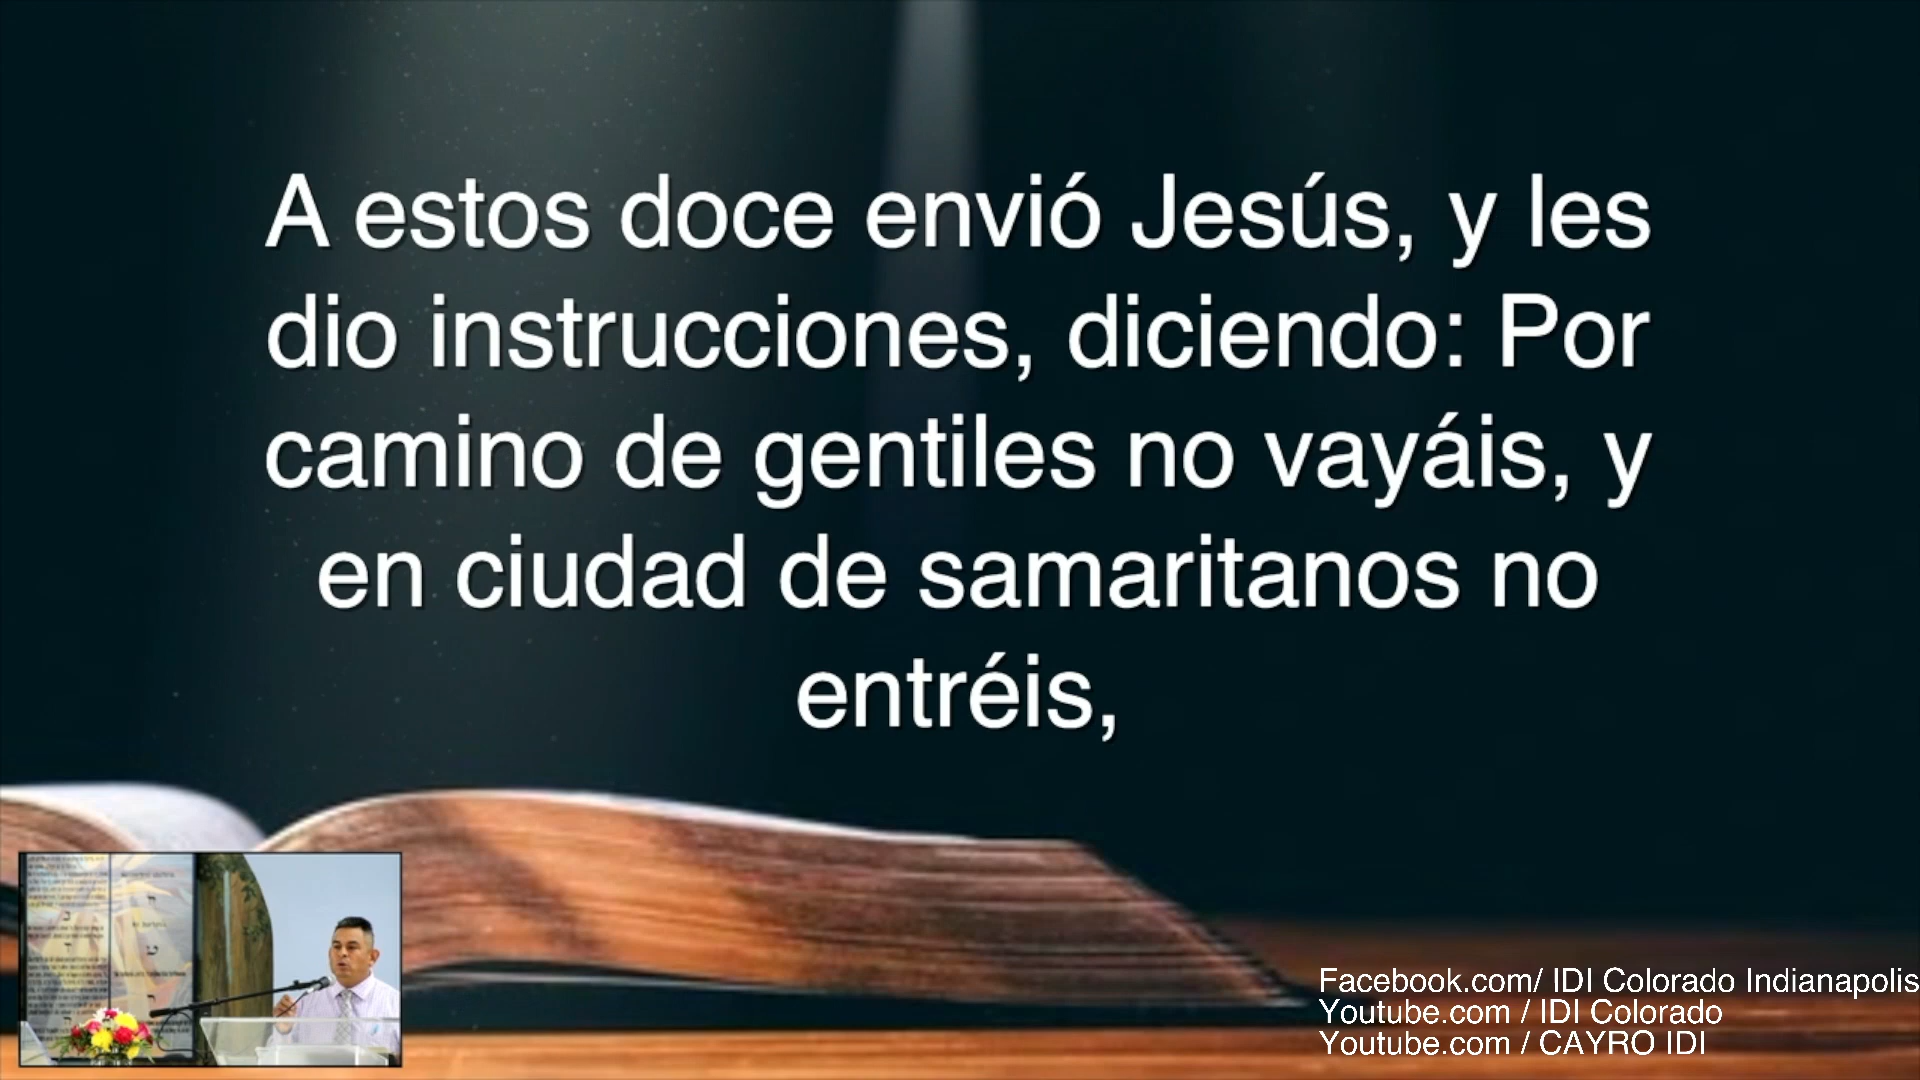 A estos doce envió Jesús, y les
dio instrucciones, diciendo: Por
camino de gentiles no vayáis, y
en ciudad de samaritanos no
entréis,
Facebook.com/ IDI Colorado Indianapolis
Youtube.com / IDI Colorado
Youtube.com / CAYRO IDI